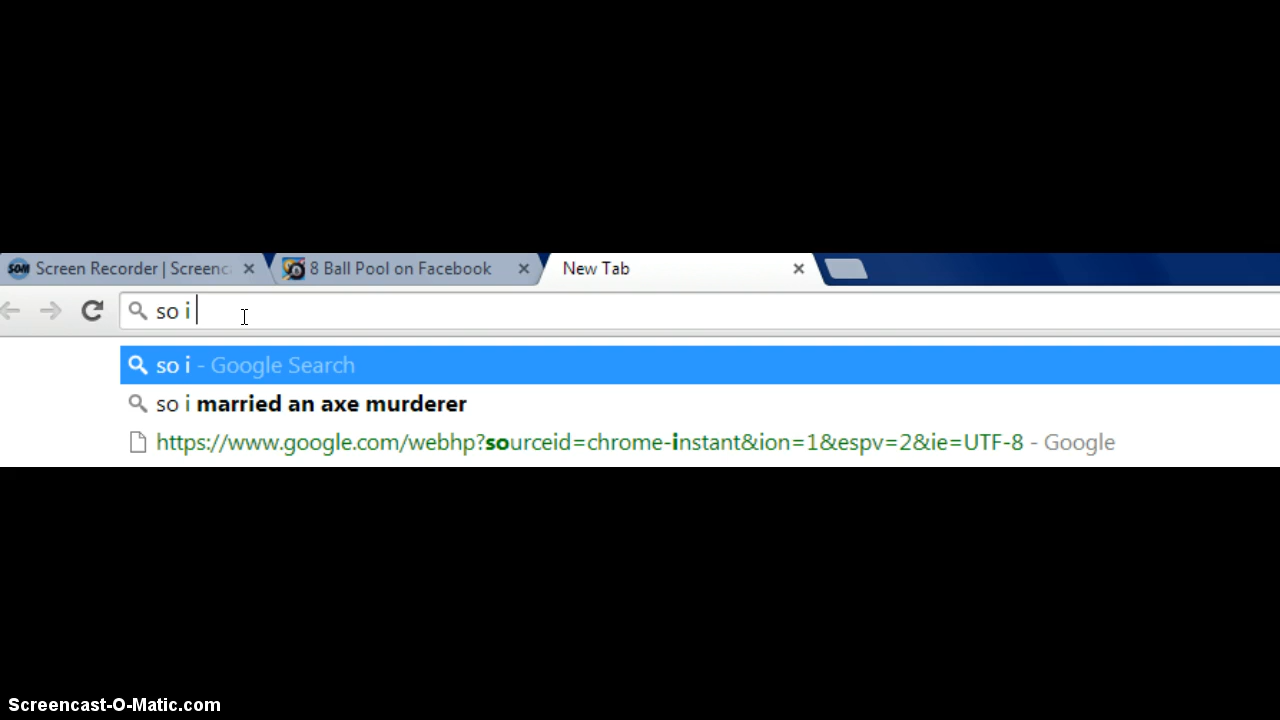 SOM Screen Recorder | Screenc 8 Ball Pool on Facebook New Tab
so i
so i - Google Search
so i married an axe murderer
https://www.google.com/webhp?sourceid=chrome-instant&ion=1&espv=2&ie=UTF-8 - Google
Screencast-O-Matic.com